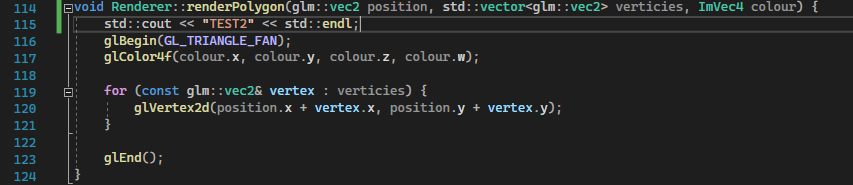 114 void Renderer::renderPolygon(glm::vec2 position, std::vector<glm::vec2> verticies, ImVec4 colour) {
115     std::cout << "TEST2" << std::endl;
116     glBegin(GL_TRIANGLE_FAN);
117     glColor4f(colour.x, colour.y, colour.z, colour.w);
118
119     for (const glm::vec2& vertex : verticies) {
120         glVertex2d(position.x + vertex.x, position.y + vertex.y);
121     }
122
123     glEnd();
124 }